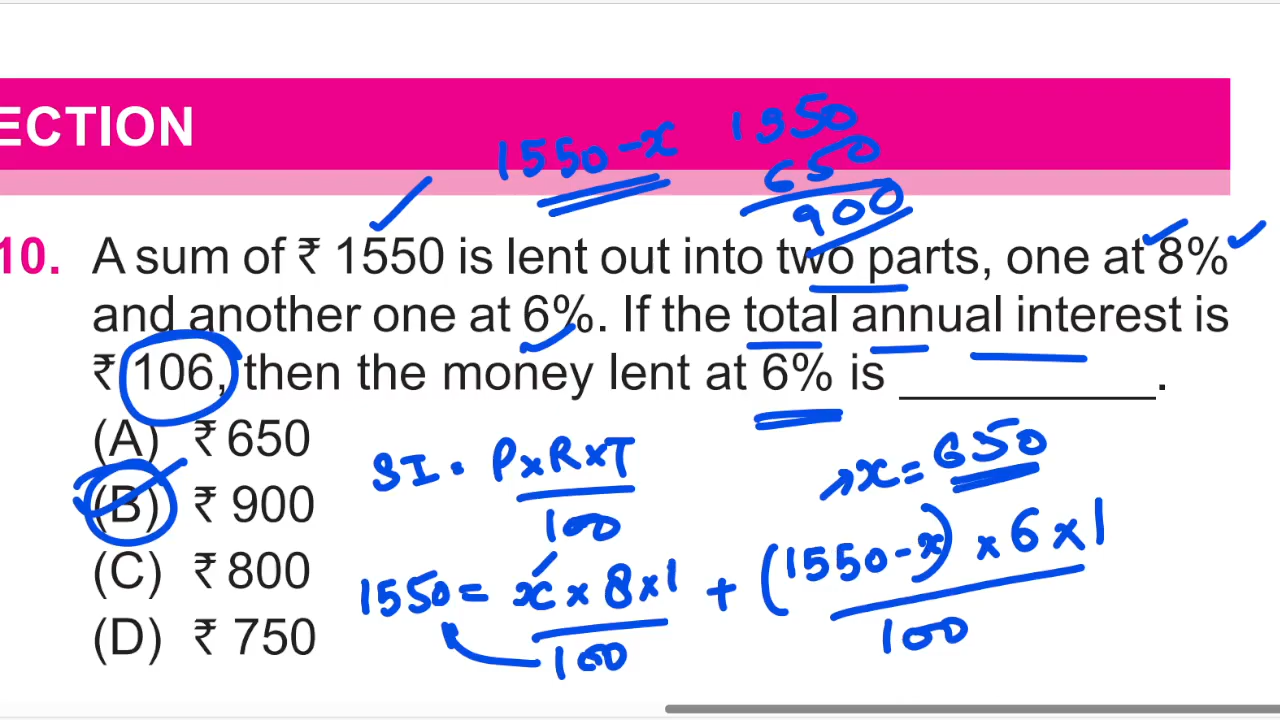 ECTION
1550-x
1550
650
900
10. A sum of ₹ 1550 is lent out into two parts, one at 8%
and another one at 6%. If the total annual interest is
₹ 106, then the money lent at 6% is ____________.
(A) ₹ 650
(B) ₹ 900
(C) ₹ 800
(D) ₹ 750
SI = P×R×T
100
→x = 650
1550 = x × 8 × 1 + (1550-x) × 6 × 1
100 100